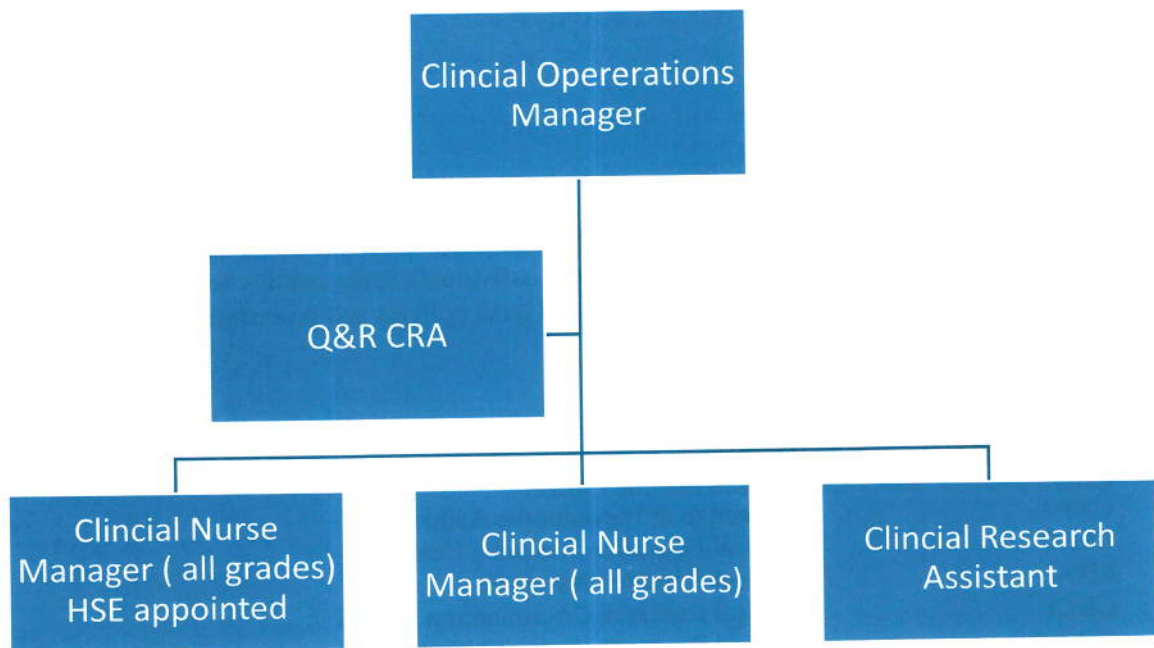 Clincial Opererations
Manager
Q&R CRA
Clincial Nurse
Manager ( all grades)
HSE appointed
Clincial Nurse
Manager ( all grades)
Clincial Research
Assistant